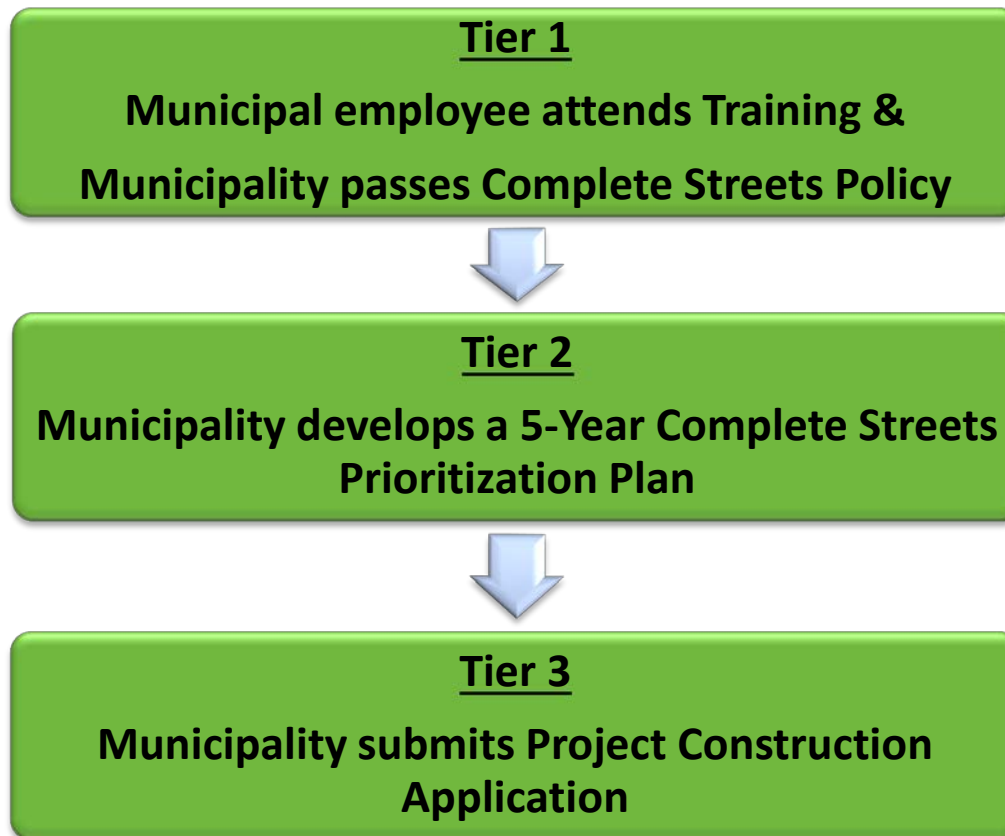 Tier 1
Municipal employee attends Training &
Municipality passes Complete Streets Policy
Tier 2
Municipality develops a 5-Year Complete Streets
Prioritization Plan
Tier 3
Municipality submits Project Construction
Application